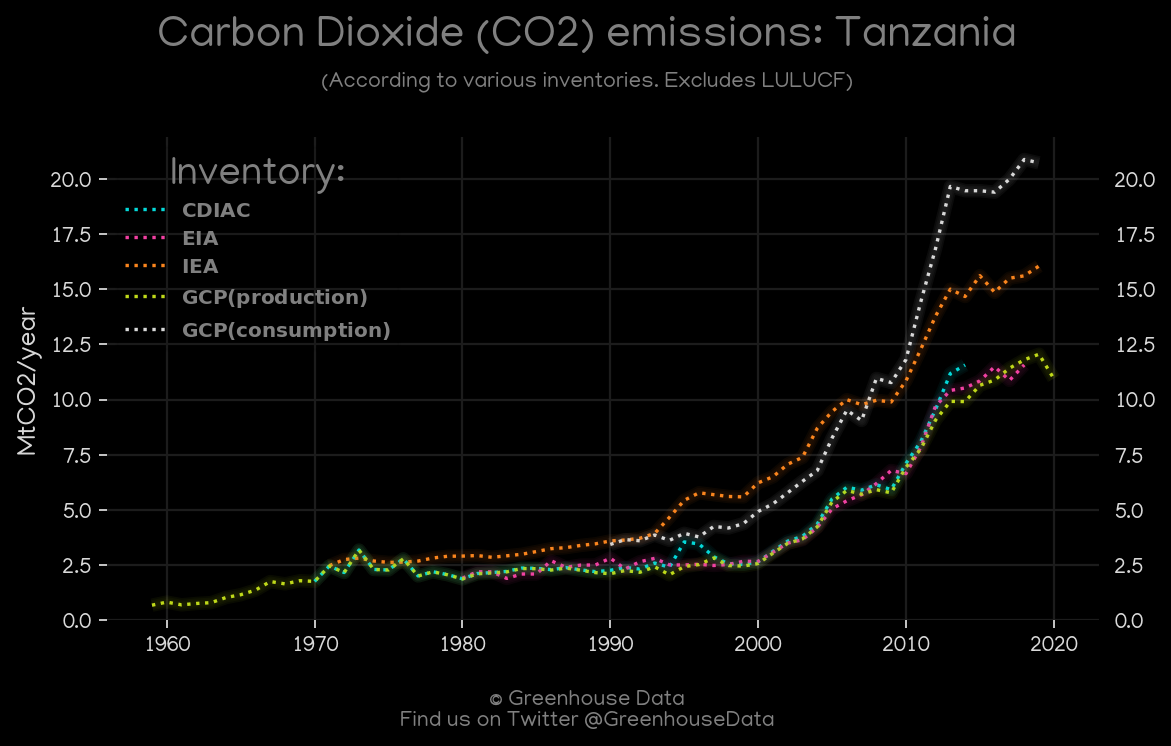 Carbon Dioxide (CO2) emissions: Tanzania
(According to various inventories. Excludes LULUCF)
Inventory:
CDIAC
EIA
IEA
GCP(production)
GCP(consumption)
MtCO2/year
20.0
17.5
15.0
12.5
10.0
7.5
5.0
2.5
0.0
20.0
17.5
15.0
12.5
10.0
7.5
5.0
2.5
0.0
1960 1970 1980 1990 2000 2010 2020
© Greenhouse Data
Find us on Twitter @GreenhouseData